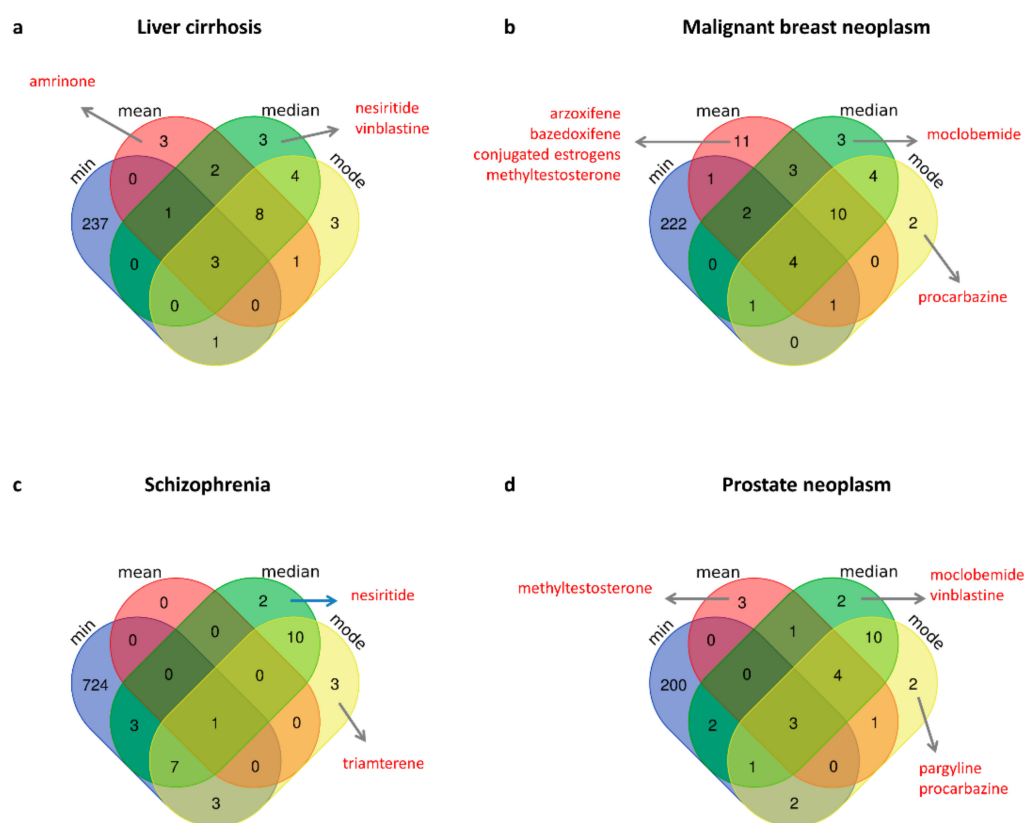 a Liver cirrhosis
amrinone
mean
median
nesiritide
vinblastine
min
mode
3
3
0
2
4
237
1
8
3
0
3
1
0
0
1
b Malignant breast neoplasm
arzoxifene
bazedoxifene
conjugated estrogens
methyltestosterone
mean
median
moclobemide
min
mode
11
3
1
3
4
222
2
10
2
0
4
0
1
1
procarbazine
0
c Schizophrenia
mean
median
nesiritide
min
mode
0
2
0
0
10
724
0
0
3
3
1
0
7
0
triamterene
3
d Prostate neoplasm
methyltestosterone
mean
median
moclobemide
vinblastine
min
mode
3
2
0
1
10
200
0
4
2
2
3
1
1
0
pargyline
procarbazine
2